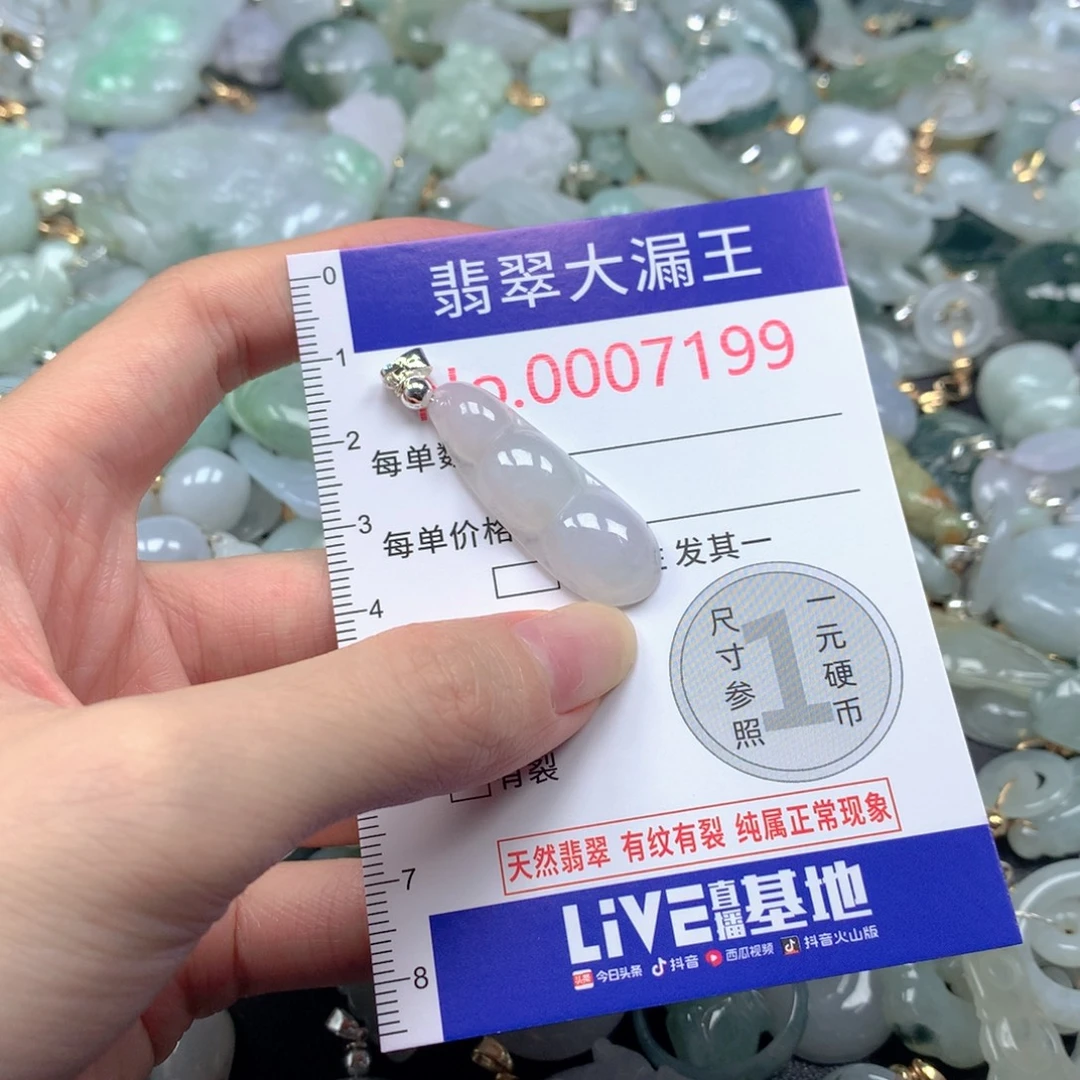 翡翠大漏王
0
1
2
3
4
7
8
No.0007199
每单数
每单价格
发其一
尺寸参照
1
一元硬币
有裂
天然翡翠 有纹有裂 纯属正常现象
LiVE直播基地
头条 今日头条 抖音 西瓜视频 抖音火山版